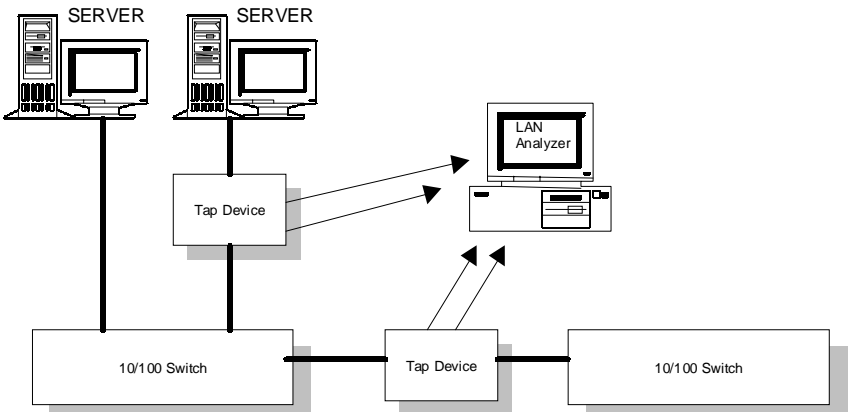 SERVER
SERVER
LAN
Analyzer
Tap Device
10/100 Switch
Tap Device
10/100 Switch